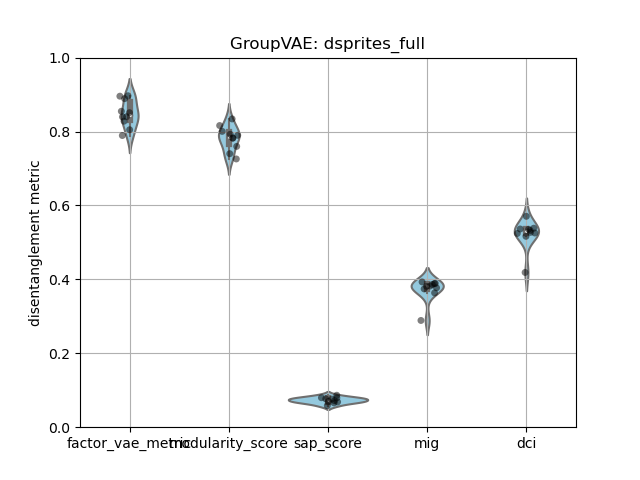 GroupVAE: dsprites_full
disentanglement metric
1.0
0.8
0.6
0.4
0.2
0.0
factor_vae_metric modularity_score sap_score mig dci